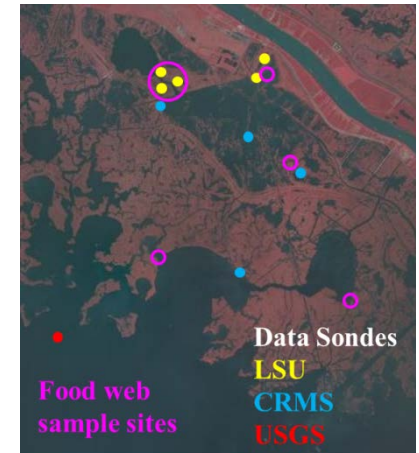 Data Sondes
LSU
CRMS
USGS
Food web
sample sites